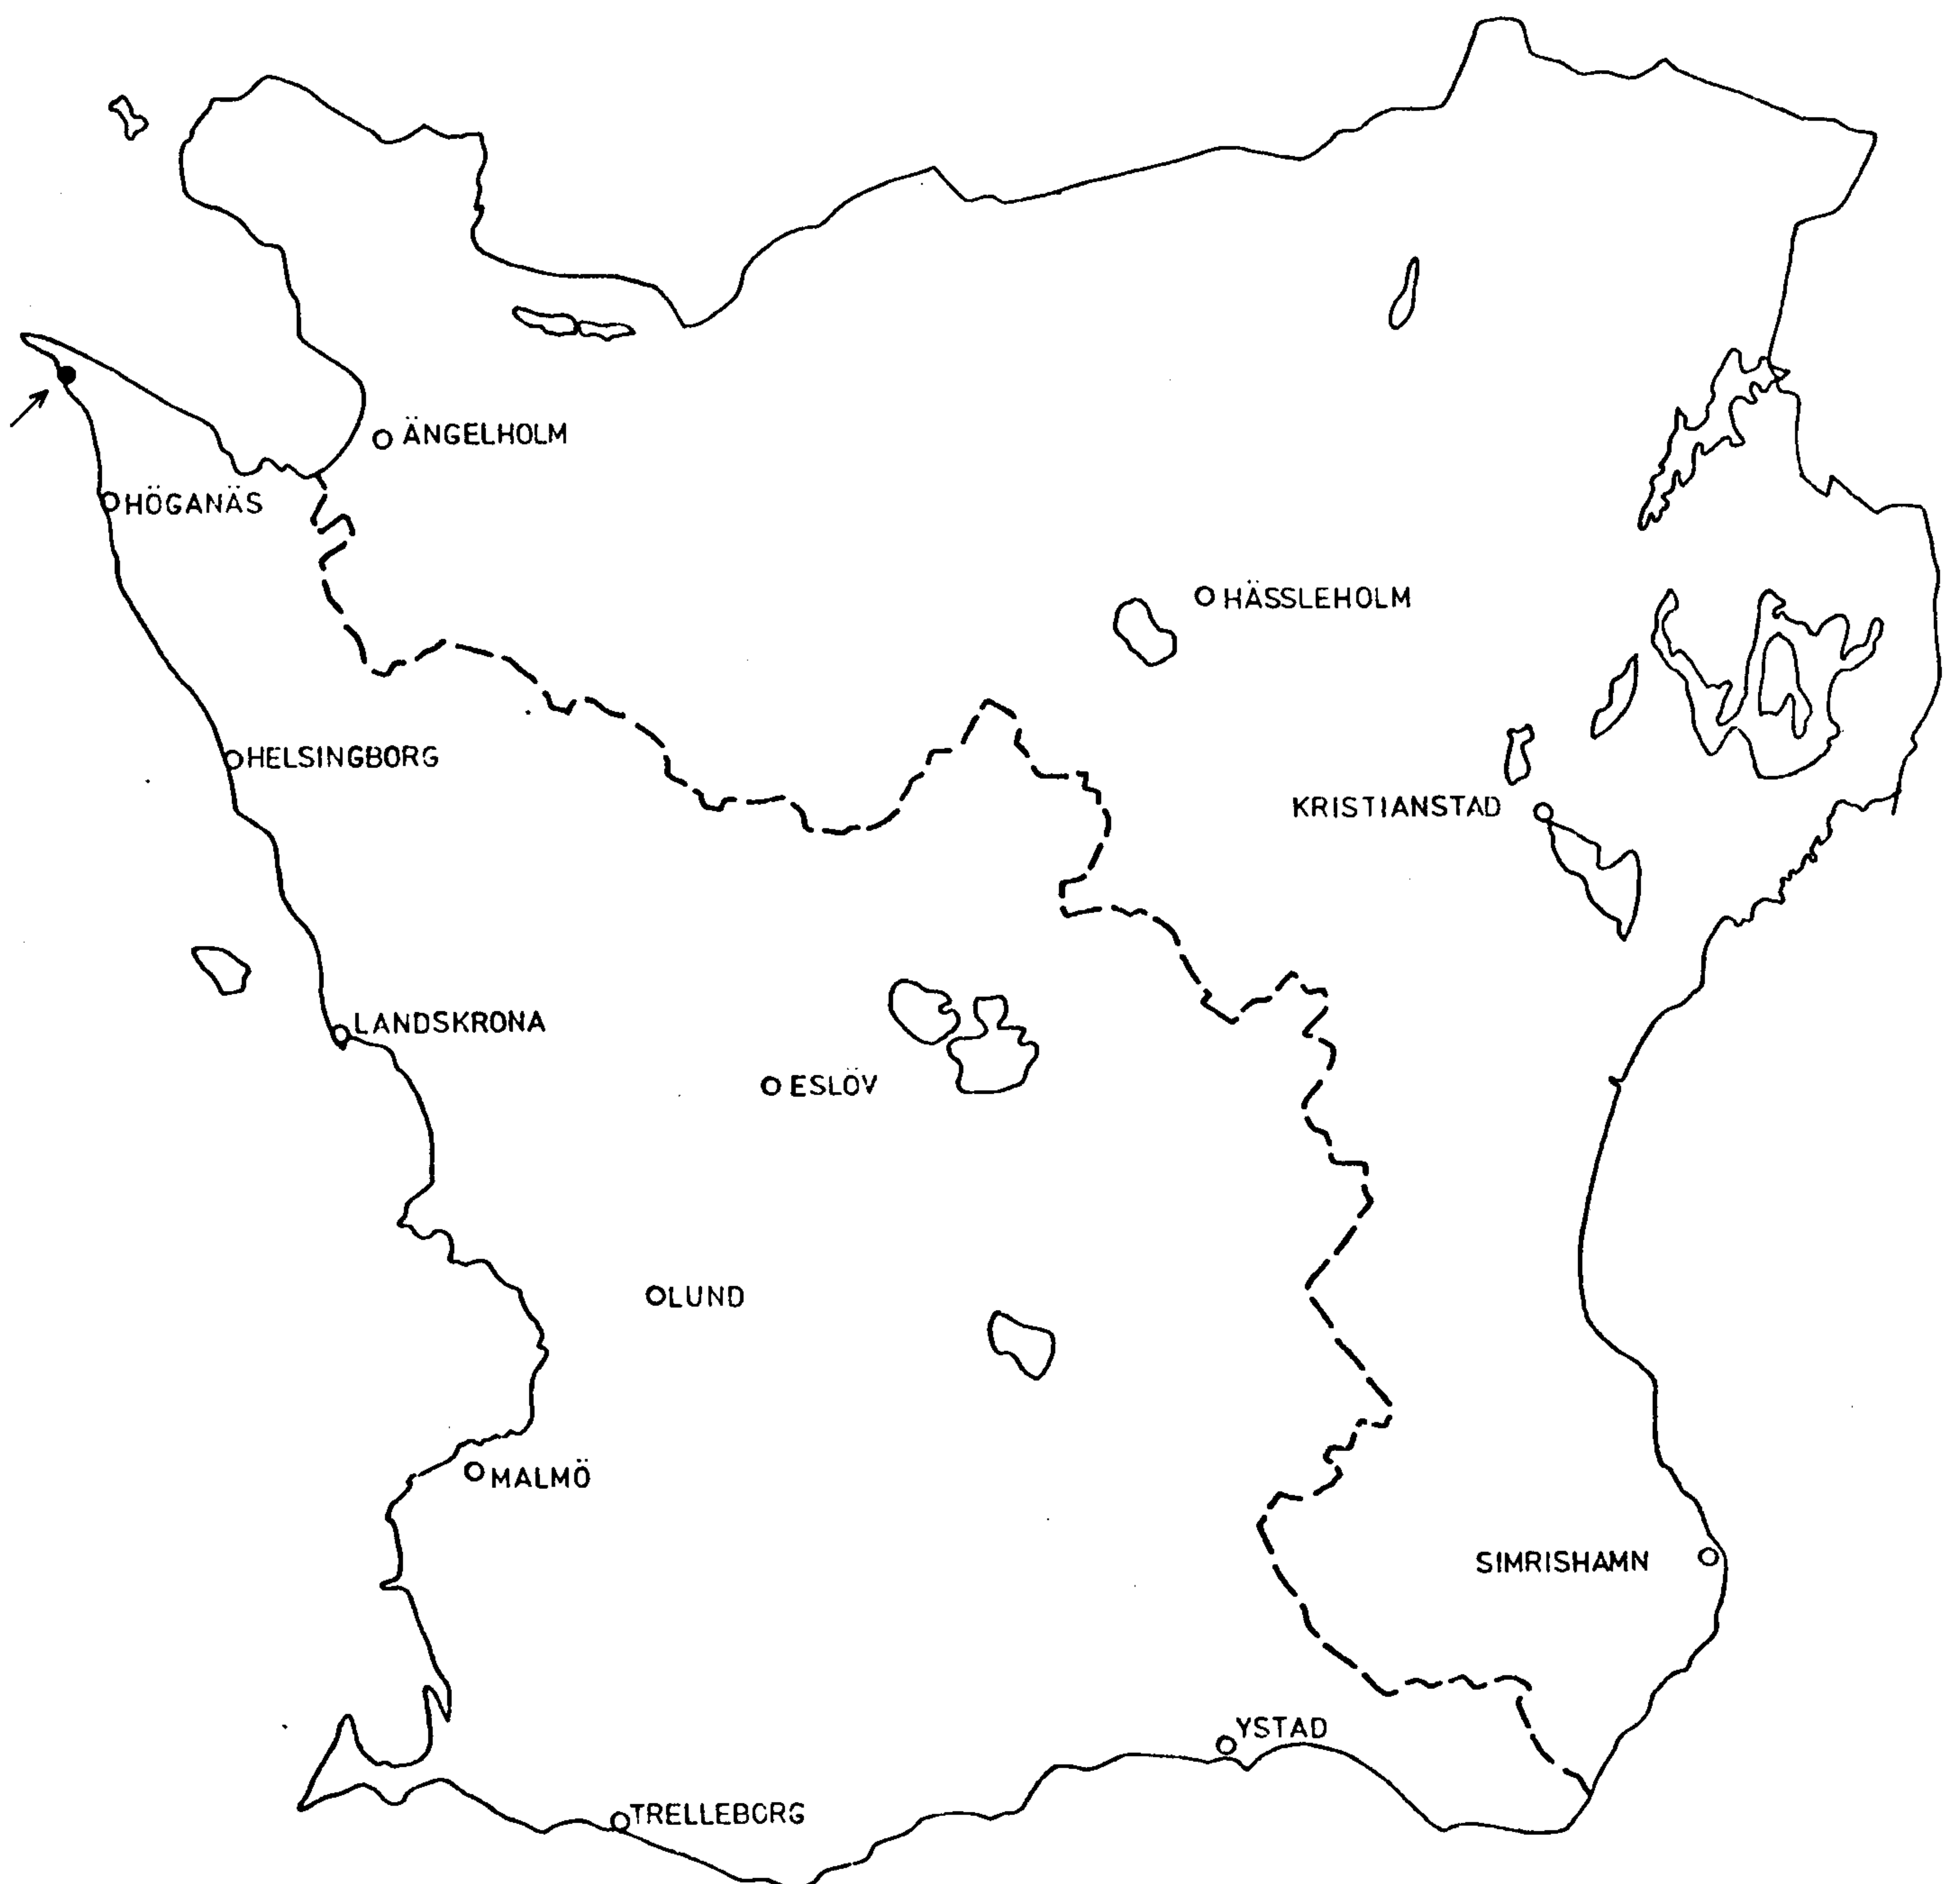 ÄNGELHOLM
HÖGANÄS
HÄSSLEHOLM
HELSINGBORG
KRISTIANSTAD
LANDSKRONA
ESLÖV
LUND
MALMÖ
SIMRISHAMN
YSTAD
TRELLEBORG